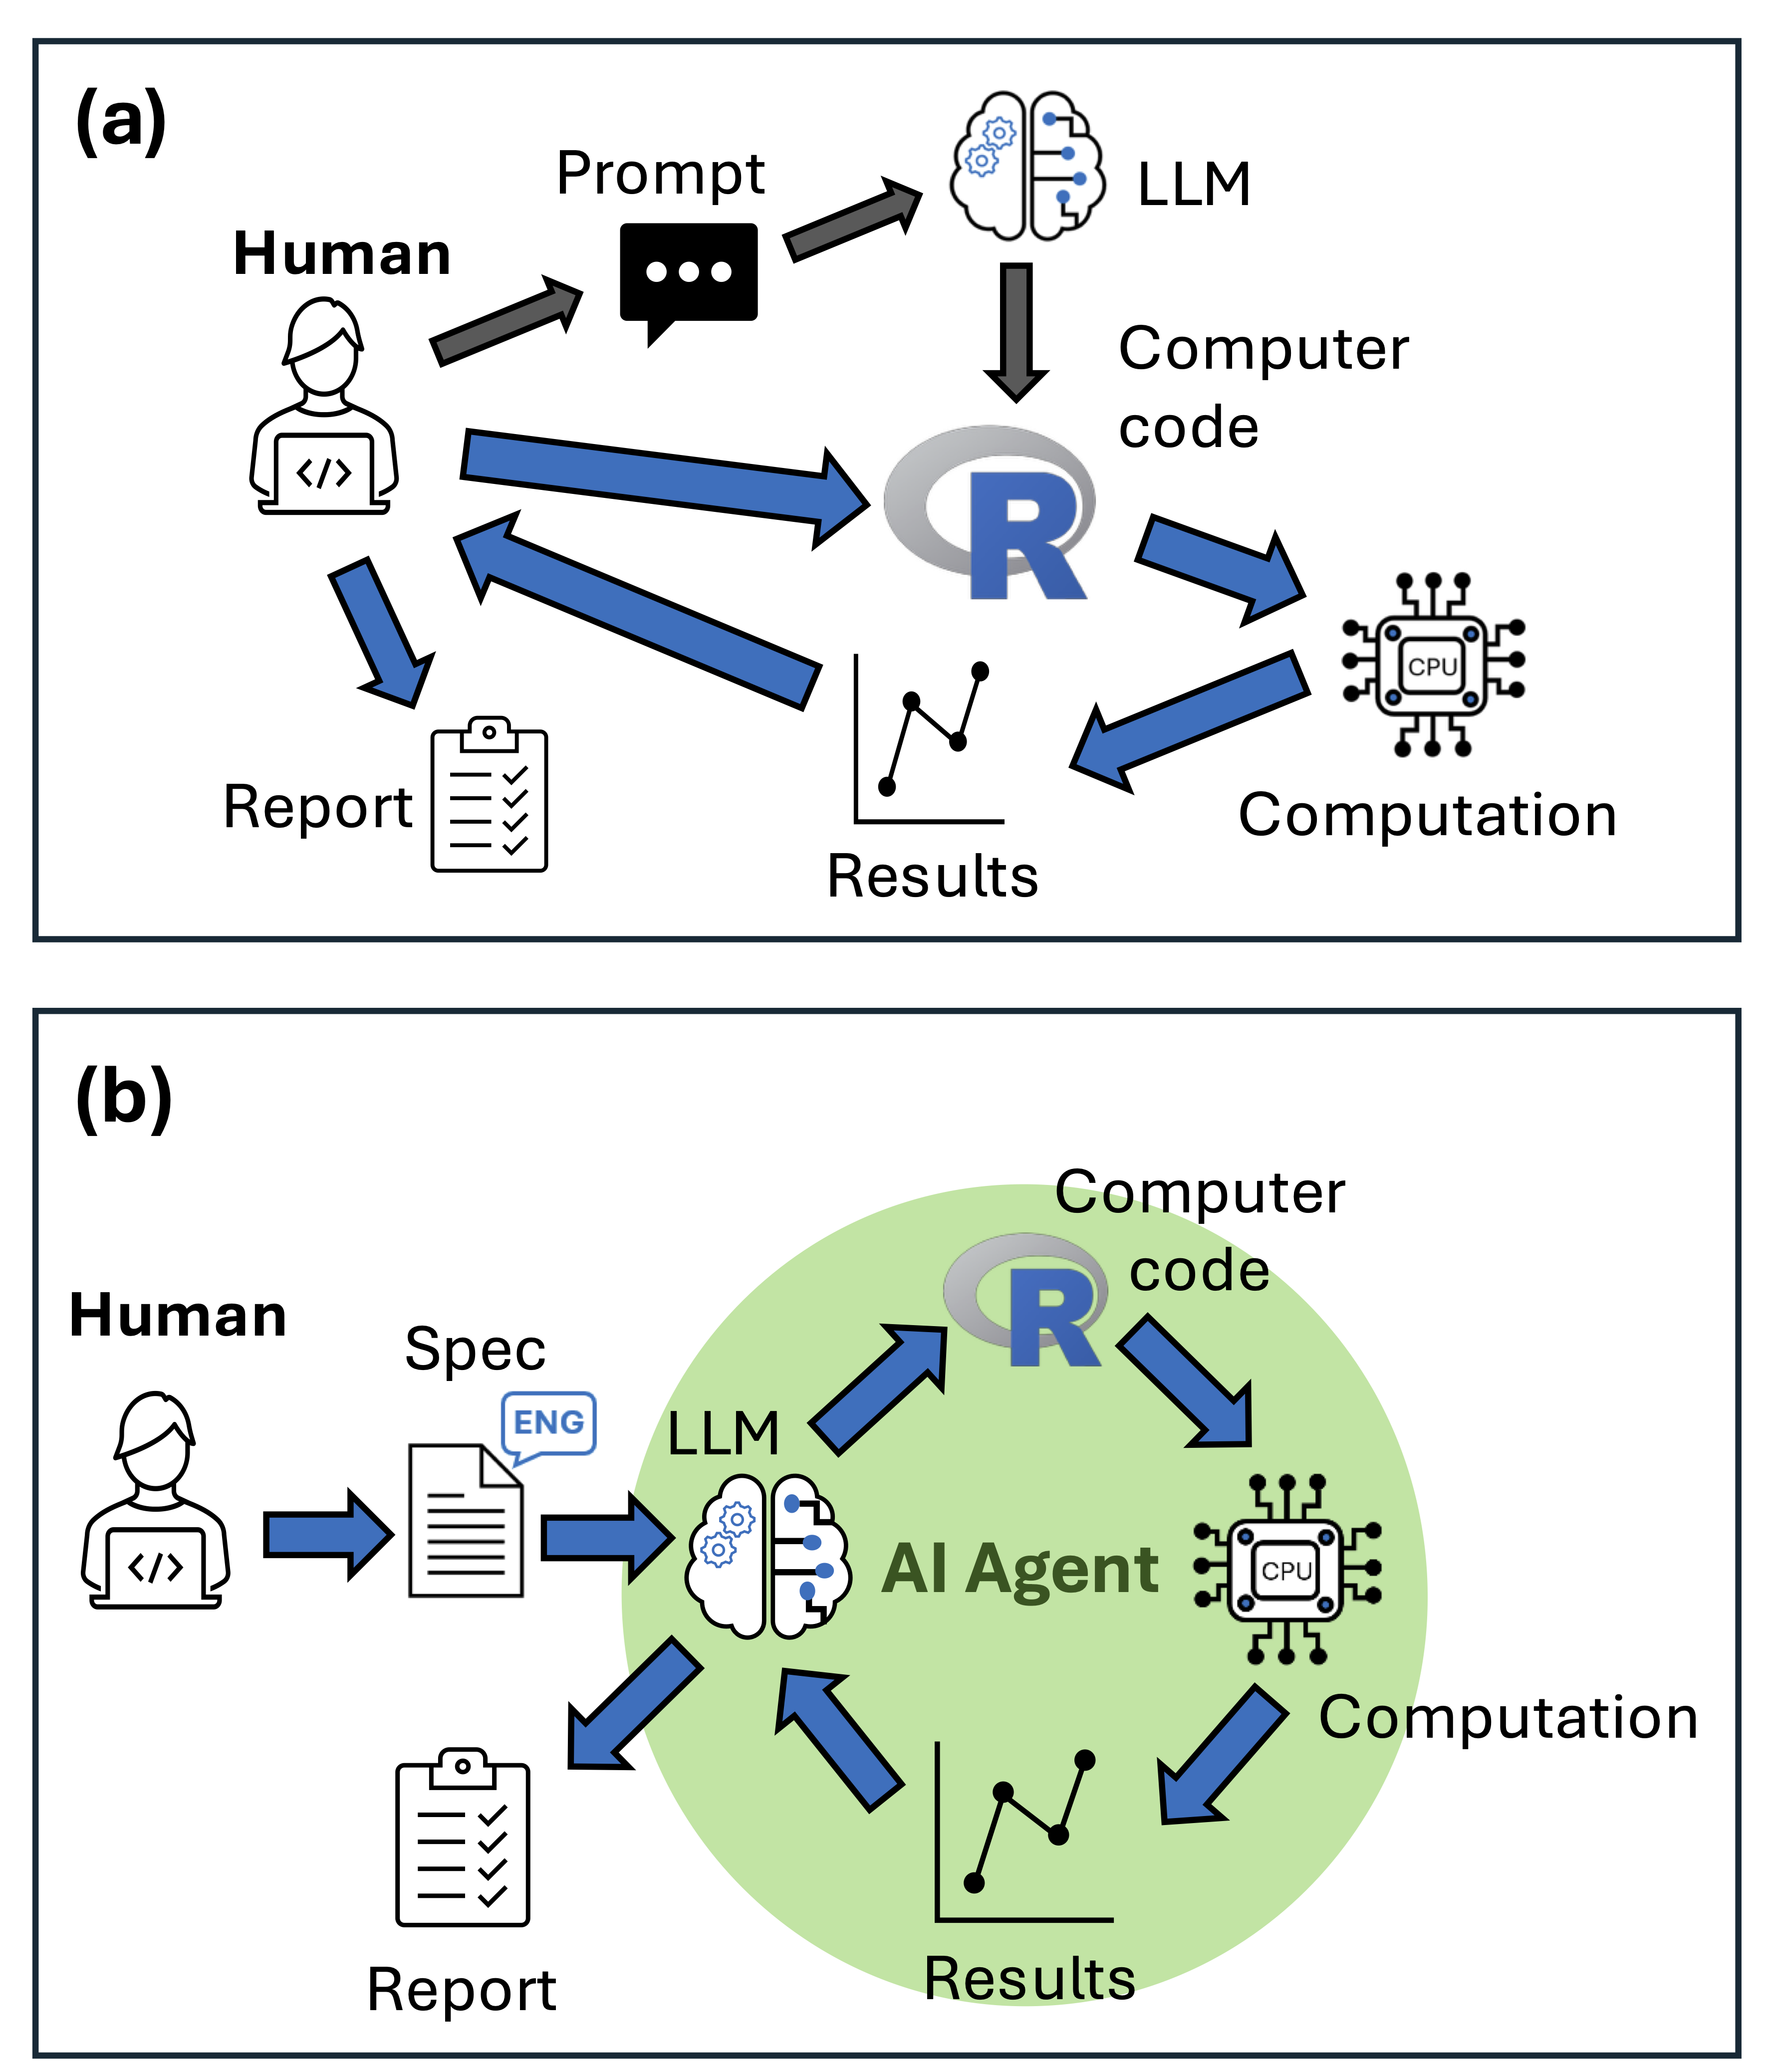 (a)
Prompt
LLM
Human
Computer
code
</>
R
CPU
Report
Computation
Results
(b)
Computer
code
R
Human
Spec
ENG
LLM
</>
AI Agent
CPU
Computation
Results
Report